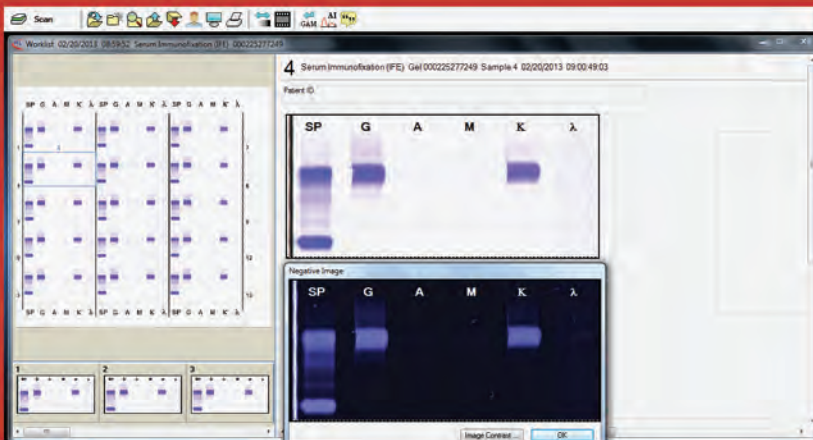 Scan
GAM
AI
Worklist 02/20/2013 08:59:52 Serum Immunofixation (IFE) 000225277249
4 Serum Immunofixation (IFE) Gel 000225277249 Sample 4 02/20/2013 09:00:49:03
Patient ID
SP G A M K λ SP G A M K λ SP G A M K λ
SP G A M K λ
Negative Image
SP G A M K λ
SP G A M K λ SP G A M K λ SP G A M K λ
1 2 3
Image Contrast ... OK